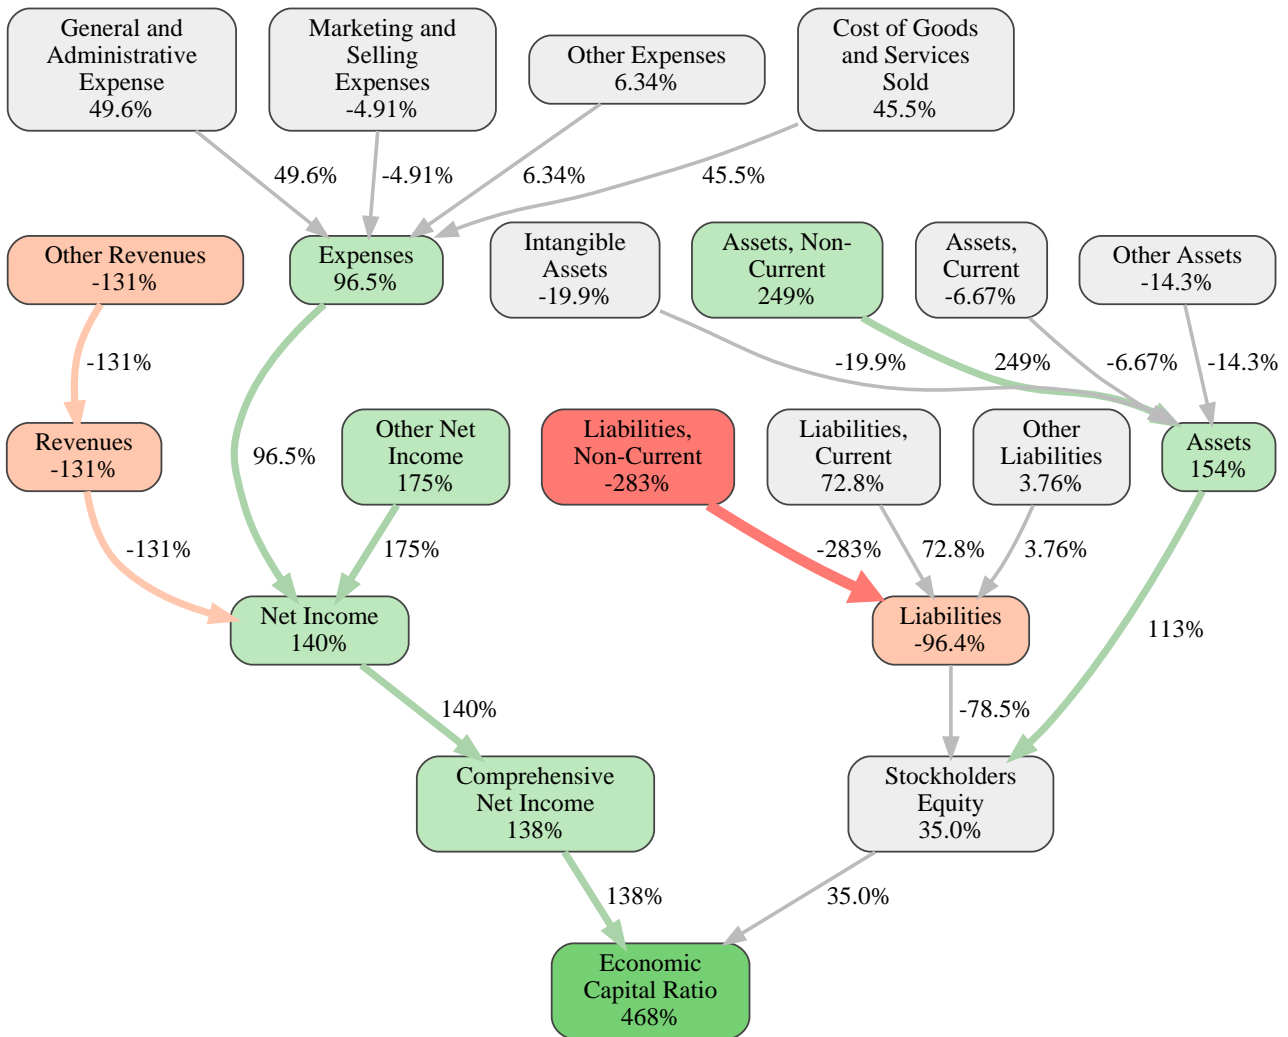 General and
Administrative
Expense
49.6%
Marketing and
Selling
Expenses
-4.91%
Other Expenses
6.34%
Cost of Goods
and Services
Sold
45.5%
49.6%
-4.91%
6.34%
45.5%
Other Revenues
-131%
Expenses
96.5%
Intangible
Assets
-19.9%
Assets, Non-
Current
249%
Assets,
Current
-6.67%
Other Assets
-14.3%
-131%
-19.9%
249%
-6.67%
-14.3%
Revenues
-131%
96.5%
Other Net
Income
175%
Liabilities,
Non-Current
-283%
Liabilities,
Current
72.8%
Other
Liabilities
3.76%
Assets
154%
-131%
175%
-283%
72.8%
3.76%
Net Income
140%
Liabilities
-96.4%
113%
140%
-78.5%
Comprehensive
Net Income
138%
Stockholders
Equity
35.0%
138%
35.0%
Economic
Capital Ratio
468%